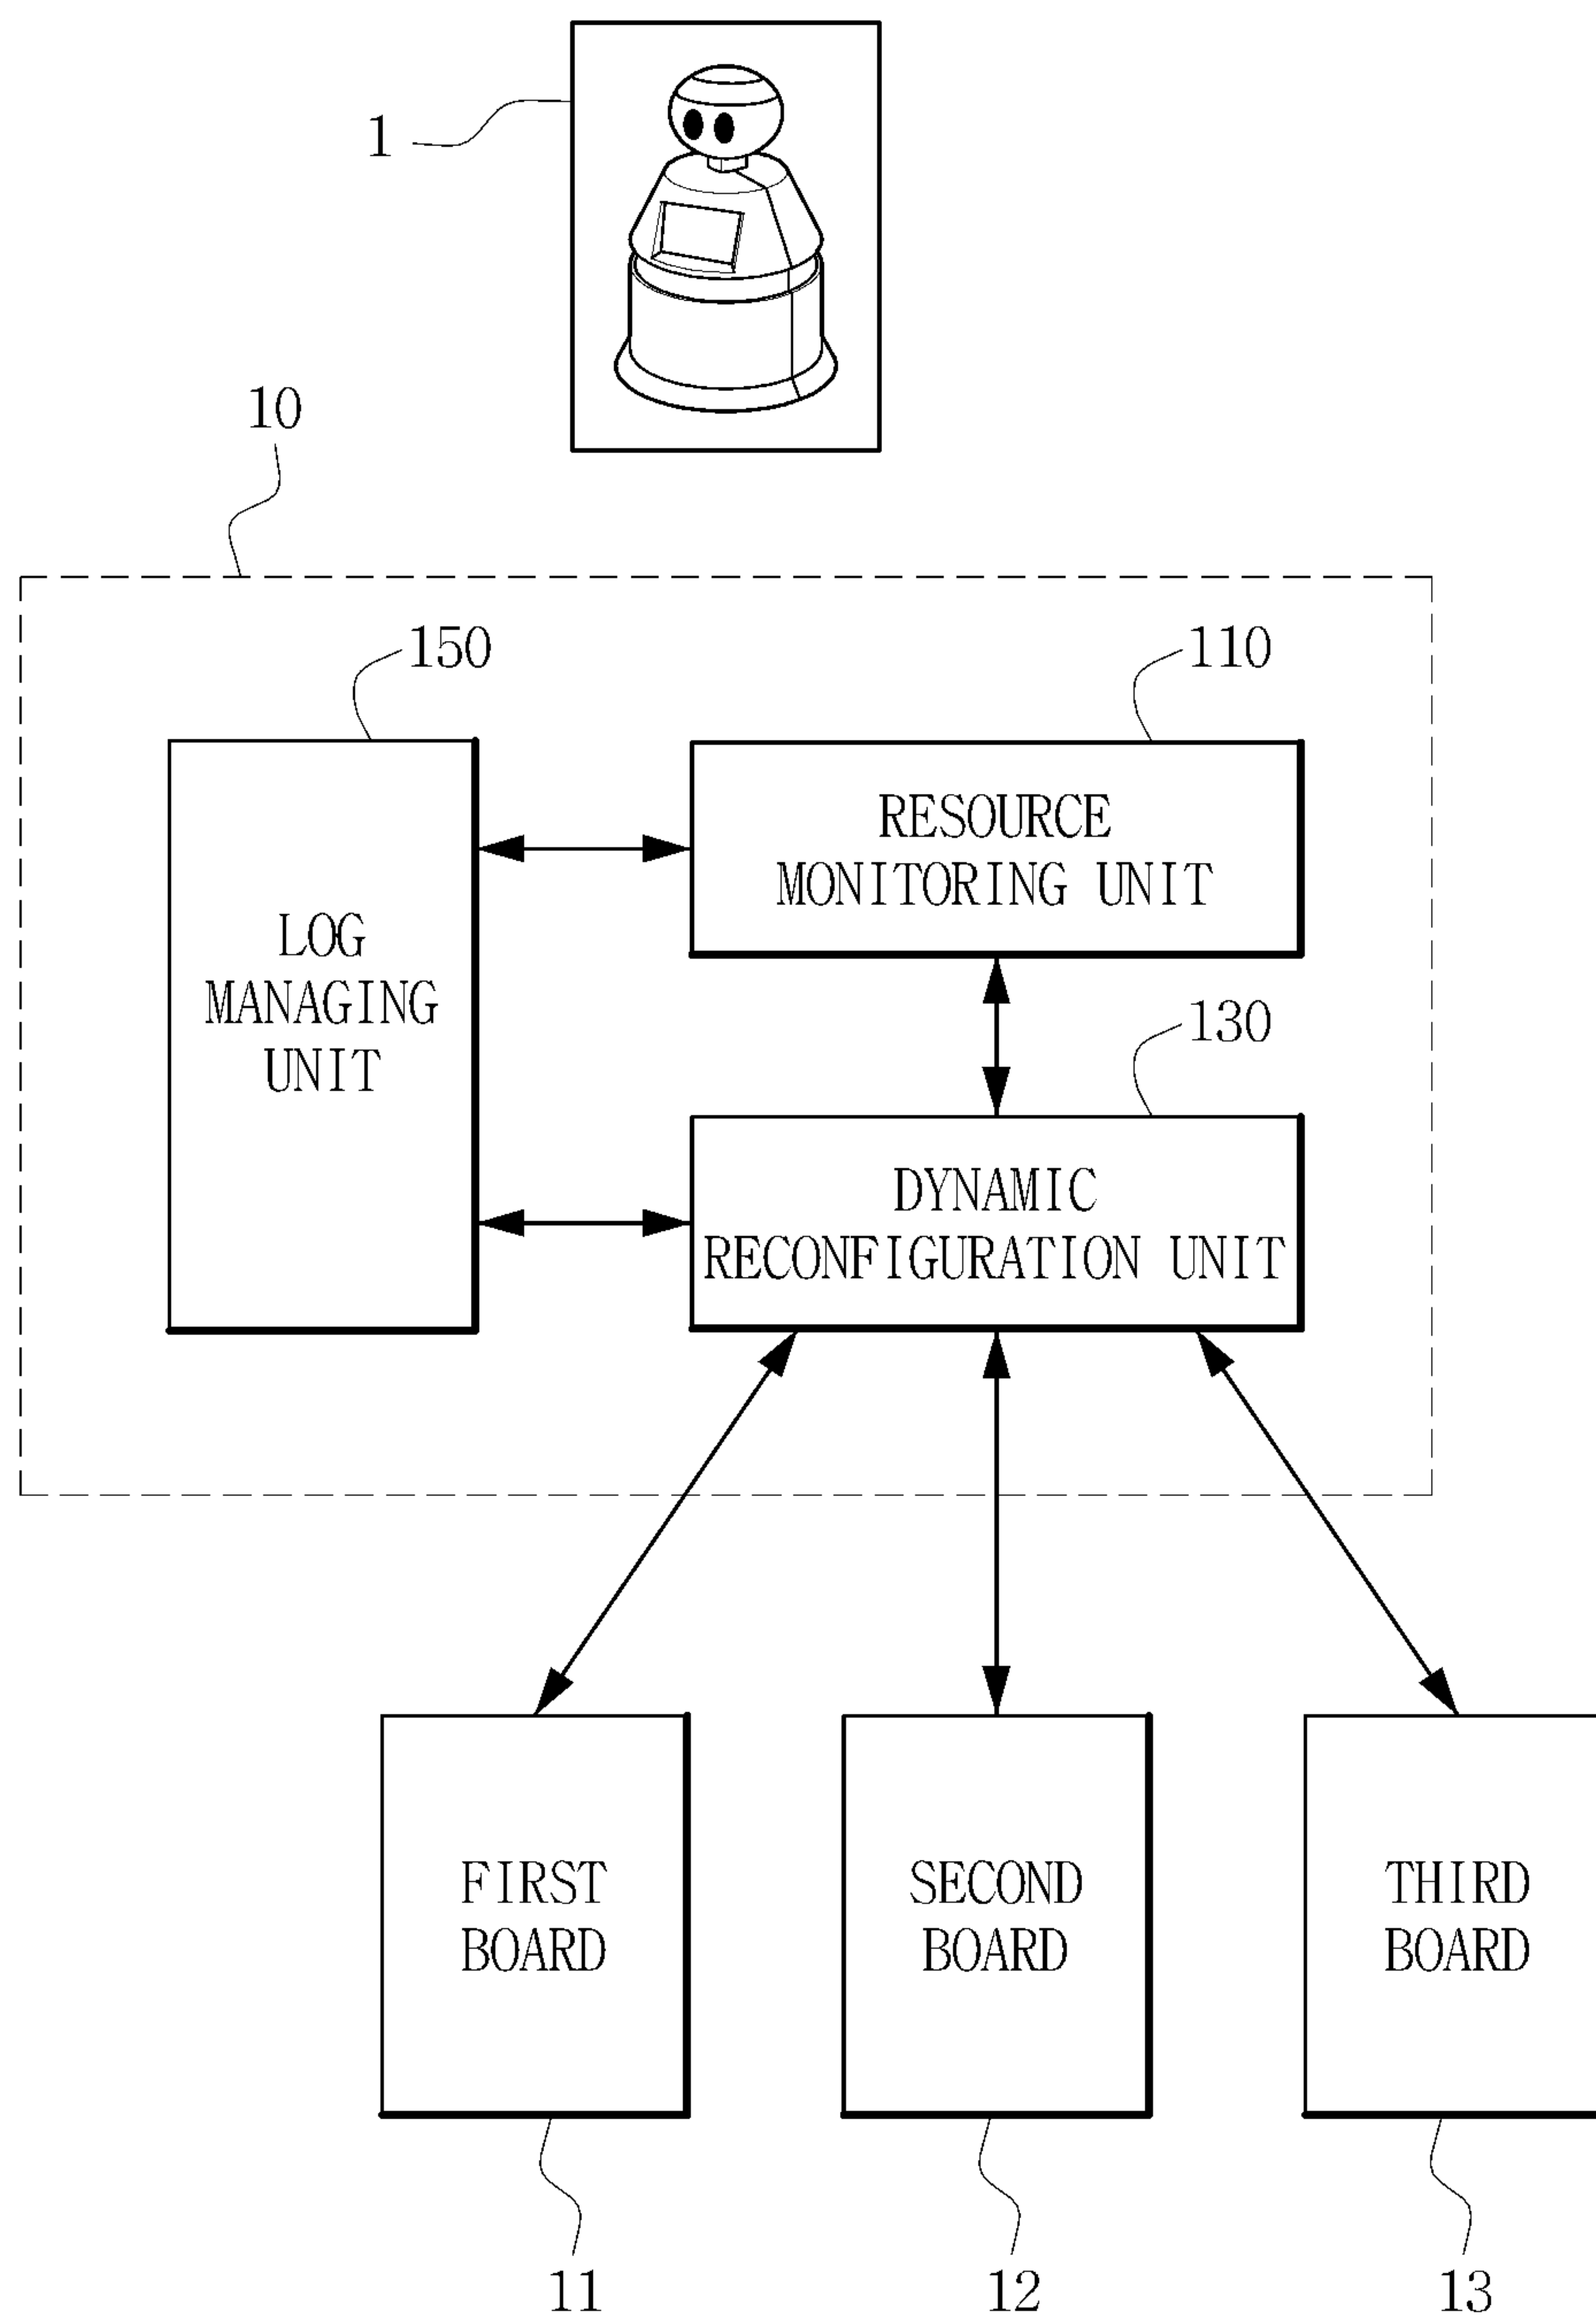 1
10
150
110
RESOURCE
MONITORING UNIT
LOG
MANAGING
UNIT
130
DYNAMIC
RECONFIGURATION UNIT
FIRST
BOARD
SECOND
BOARD
THIRD
BOARD
11
12
13